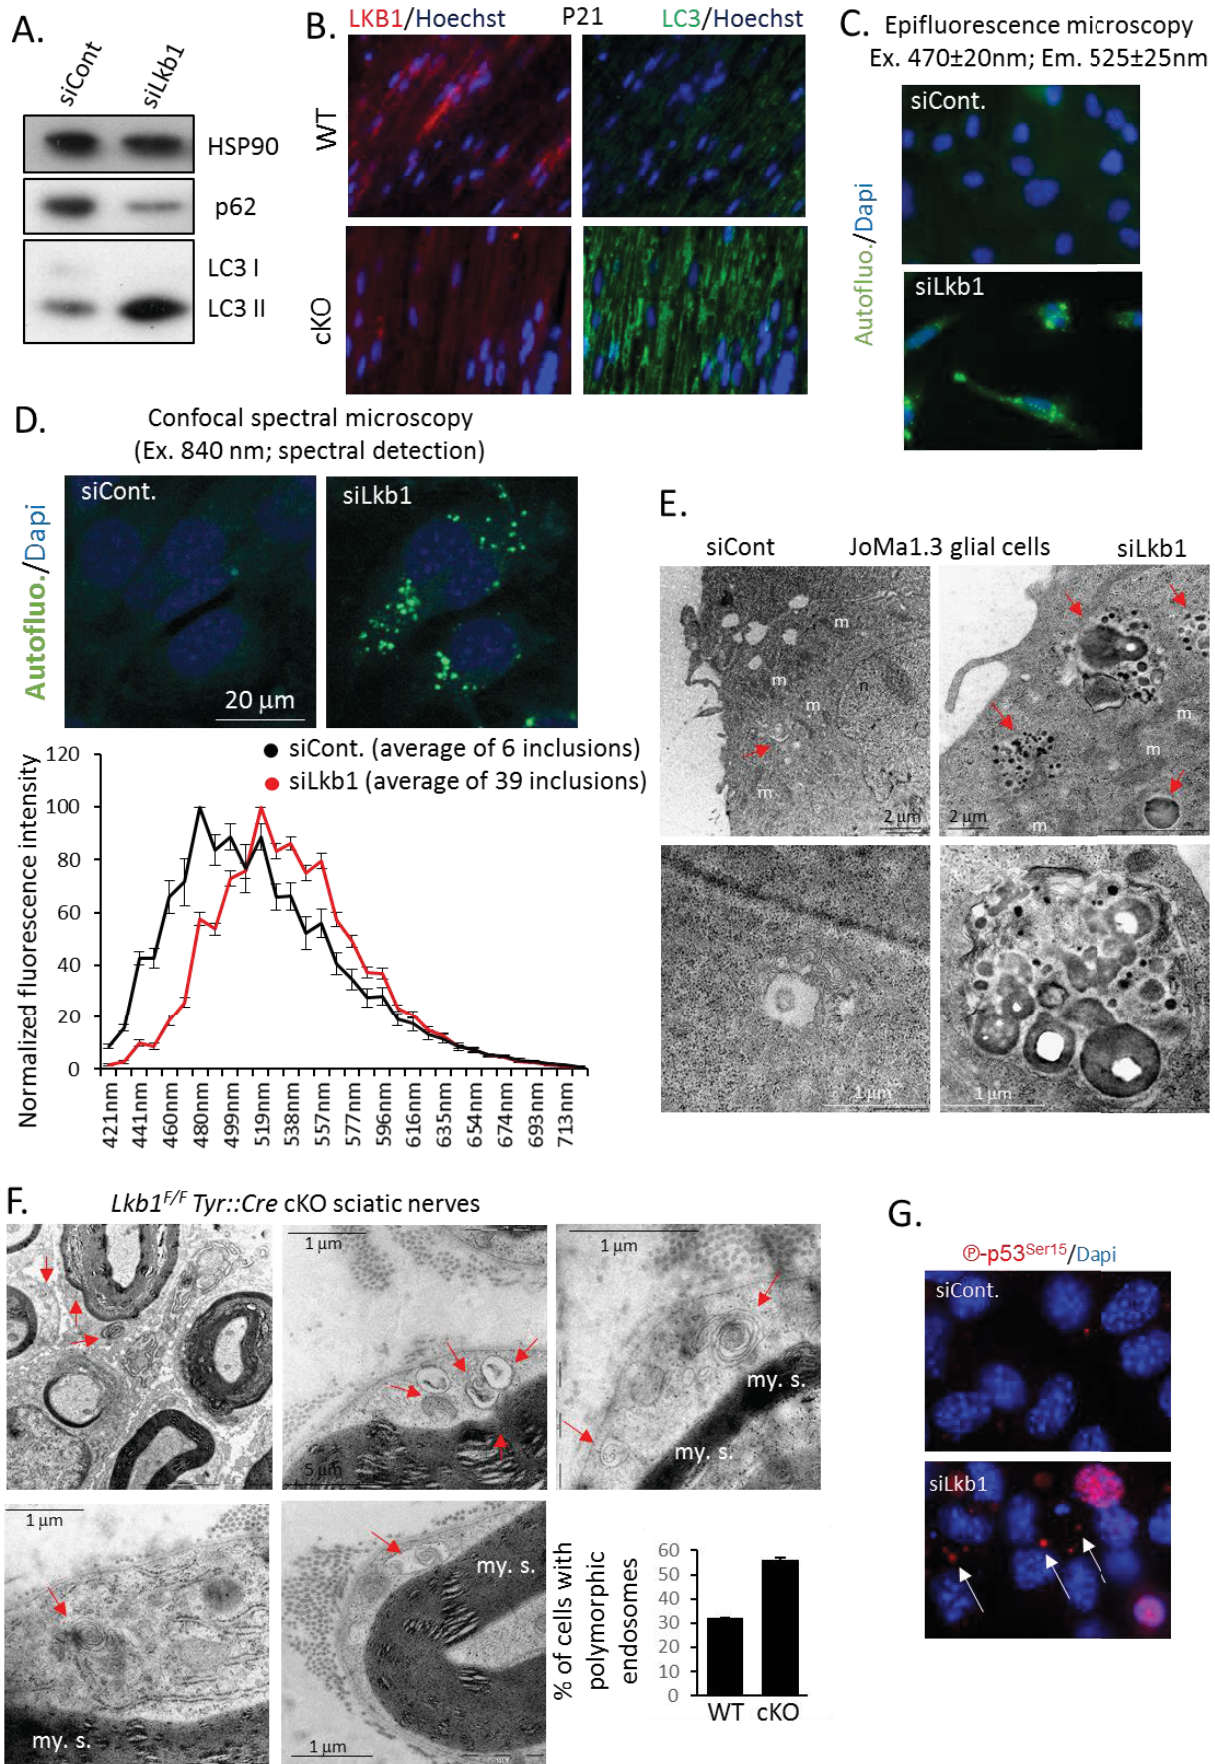 A.
siCont
siLkb1
HSP90
p62
LC3 I
LC3 II
B.
LKB1/Hoechst
P21
LC3/Hoechst
WT
cKO
C.
Epifluorescence microscopy
Ex. 470±20nm; Em. 525±25nm
Autofluo./Dapi
siCont.
siLkb1
D.
Confocal spectral microscopy
(Ex. 840 nm; spectral detection)
Autofluo./Dapi
siCont.
20 µm
siLkb1
Normalized fluorescence intensity
siCont. (average of 6 inclusions)
siLkb1 (average of 39 inclusions)
120
100
80
60
40
20
0
421nm
441nm
460nm
480nm
499nm
519nm
538nm
557nm
577nm
596nm
616nm
635nm
654nm
674nm
693nm
713nm
E.
siCont
JoMa1.3 glial cells
siLkb1
m
m
m
m
n
2 µm
m
m
m
2 µm
1 µm
1 µm
F.
Lkb1F/F Tyr::Cre cKO sciatic nerves
1 µm
5 µm
1 µm
my. s.
my. s.
1 µm
my. s.
my. s.
1 µm
% of cells with
polymorphic
endosomes
60
50
40
30
20
10
0
WT cKO
G.
Ⓟ-p53Ser15/Dapi
siCont.
siLkb1